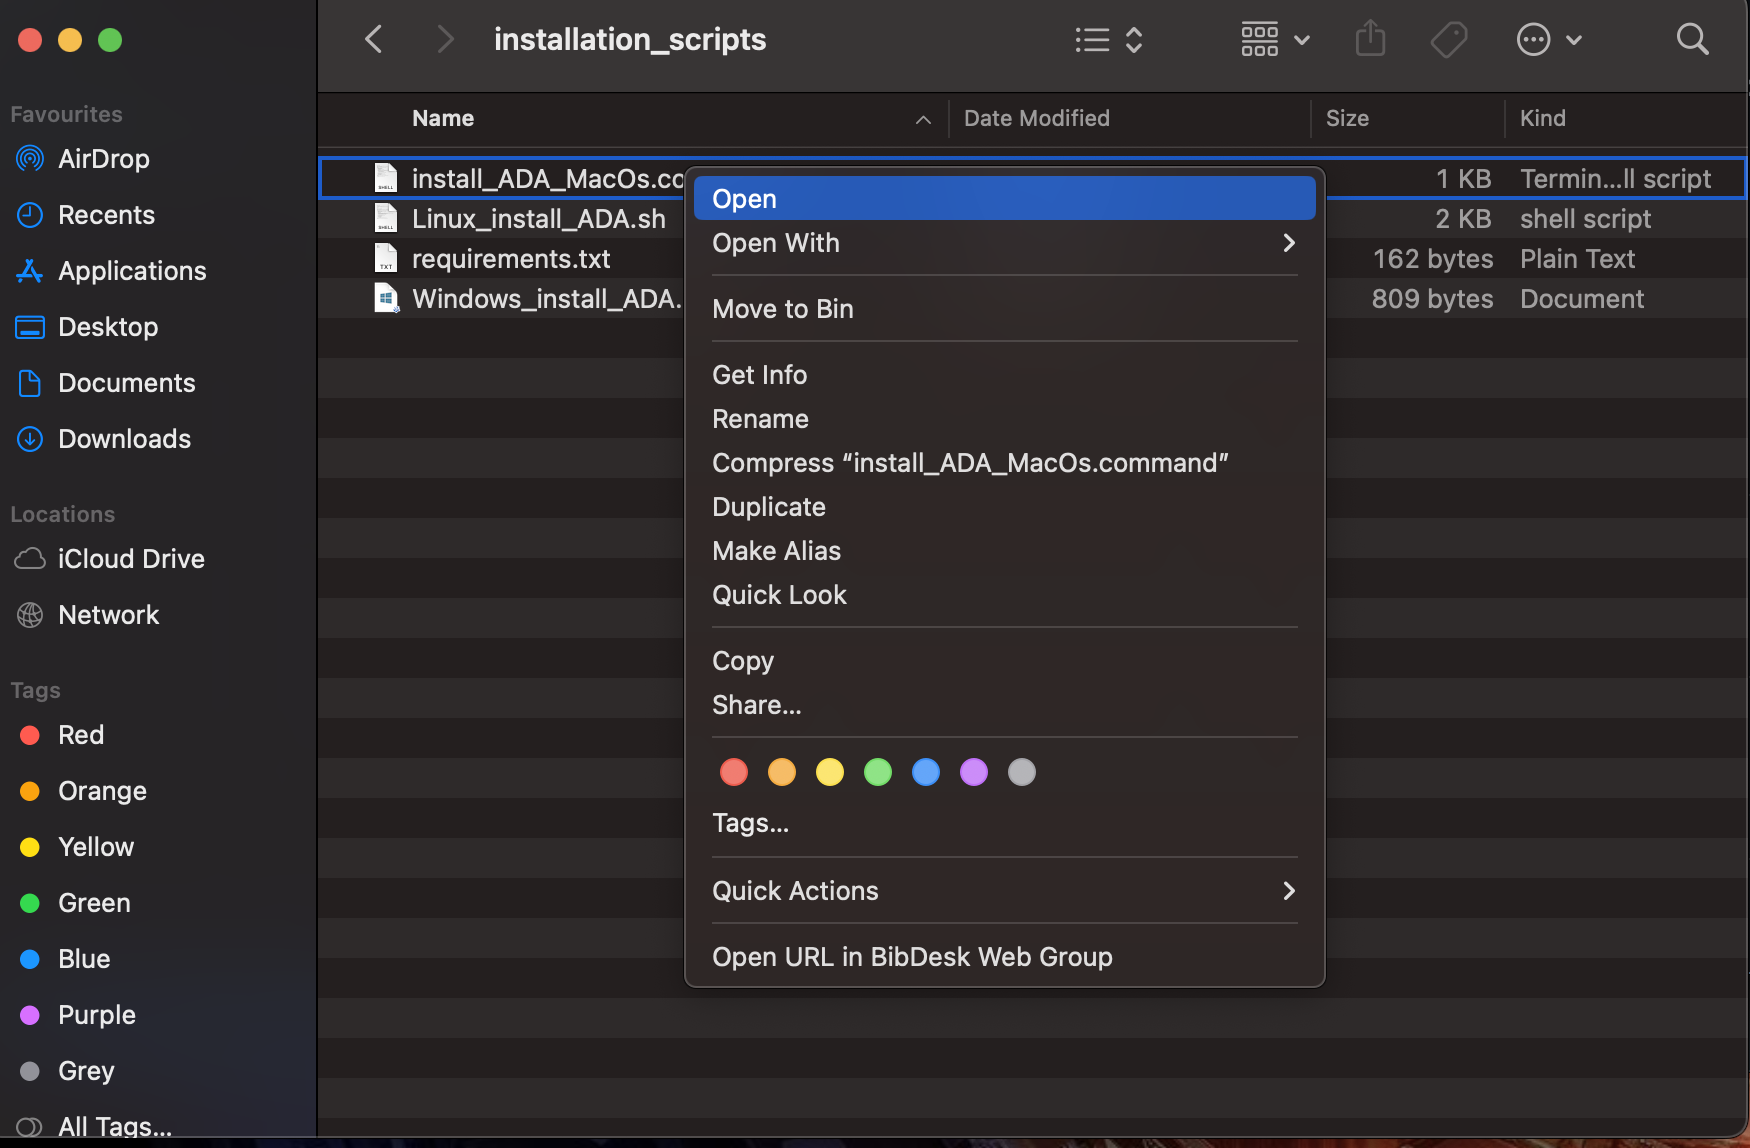 installation_scripts
Favourites
AirDrop
Recents
Applications
Desktop
Documents
Downloads
Locations
iCloud Drive
Network
Tags
Red
Orange
Yellow
Green
Blue
Purple
Grey
All Tags...
Name Date Modified Size Kind
install_ADA_MacOs.co 1 KB Termin...ll script
Linux_install_ADA.sh 2 KB shell script
requirements.txt 162 bytes Plain Text
Windows_install_ADA. 809 bytes Document
SHELL
SHELL
TXT
Open
Open With
Move to Bin
Get Info
Rename
Compress “install_ADA_MacOs.command”
Duplicate
Make Alias
Quick Look
Copy
Share...
Tags...
Quick Actions
Open URL in BibDesk Web Group